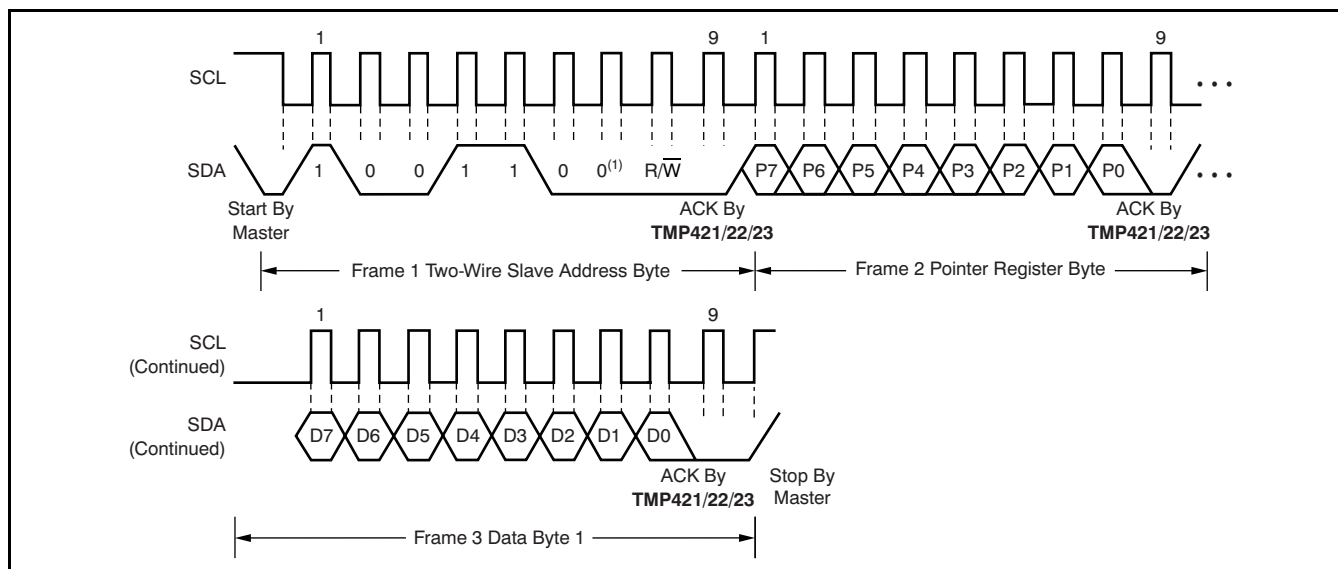 1 9 1 9
SCL
SDA 1 0 0 1 1 0 0(1) R/W̅ P7 P6 P5 P4 P3 P2 P1 P0
Start By Master
ACK By TMP421/22/23
ACK By TMP421/22/23
Frame 1 Two-Wire Slave Address Byte
Frame 2 Pointer Register Byte
1 9
SCL (Continued)
SDA (Continued) D7 D6 D5 D4 D3 D2 D1 D0
ACK By TMP421/22/23
Stop By Master
Frame 3 Data Byte 1